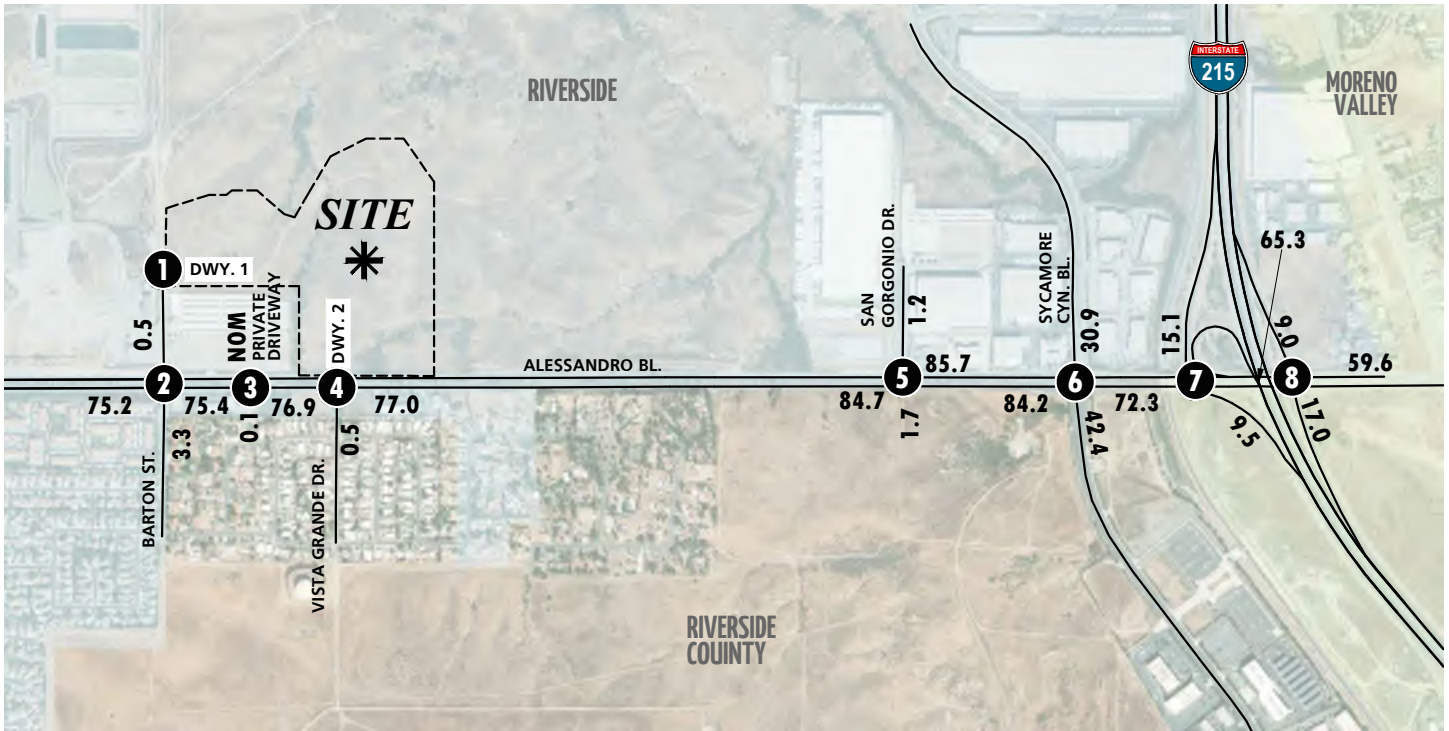 INTERSTATE
215
RIVERSIDE
MORENO
VALLEY
SITE
1
DWY. 1
0.5
NOM
PRIVATE
DRIVEWAY
DWY. 2
SAN
GORGONIO DR.
1.2
SYCAMORE
CYN. BL.
30.9
15.1
65.3
9.0
ALESSANDRO BL.
85.7
59.6
2
3
4
5
6
7
8
75.2
75.4
76.9
77.0
84.7
84.2
72.3
3.3
0.1
0.5
1.7
42.4
9.5
17.0
BARTON ST.
VISTA GRANDE DR.
RIVERSIDE
COUNTY